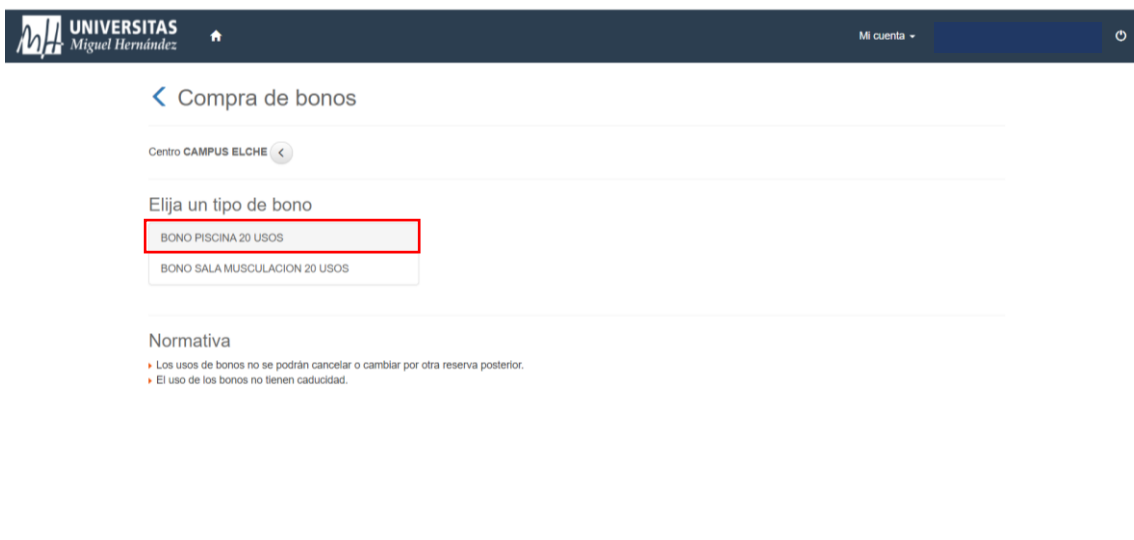 UNIVERSITAS
Miguel Hernández
Mi cuenta
Compra de bonos
Centro CAMPUS ELCHE
Elija un tipo de bono
BONO PISCINA 20 USOS
BONO SALA MUSCULACION 20 USOS
Normativa
Los usos de bonos no se podrán cancelar o cambiar por otra reserva posterior.
El uso de los bonos no tienen caducidad.